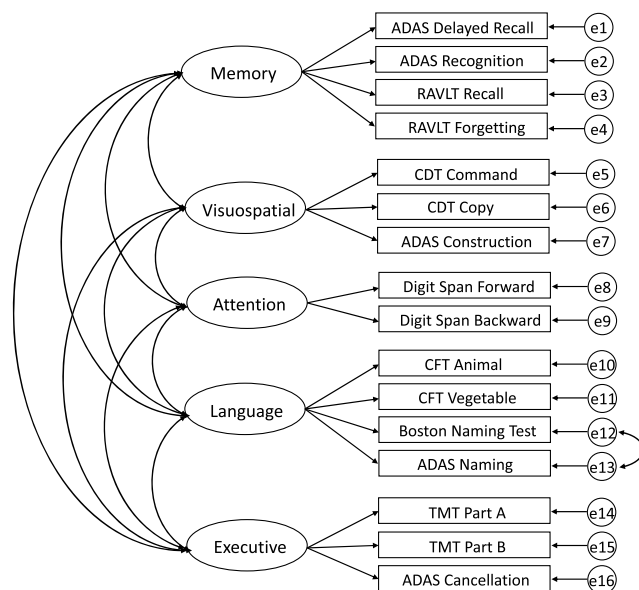 ADAS Delayed Recall
e1
Memory
ADAS Recognition
e2
RAVLT Recall
e3
RAVLT Forgetting
e4
CDT Command
e5
Visuospatial
CDT Copy
e6
ADAS Construction
e7
Attention
Digit Span Forward
e8
Digit Span Backward
e9
CFT Animal
e10
Language
CFT Vegetable
e11
Boston Naming Test
e12
ADAS Naming
e13
TMT Part A
e14
Executive
TMT Part B
e15
ADAS Cancellation
e16